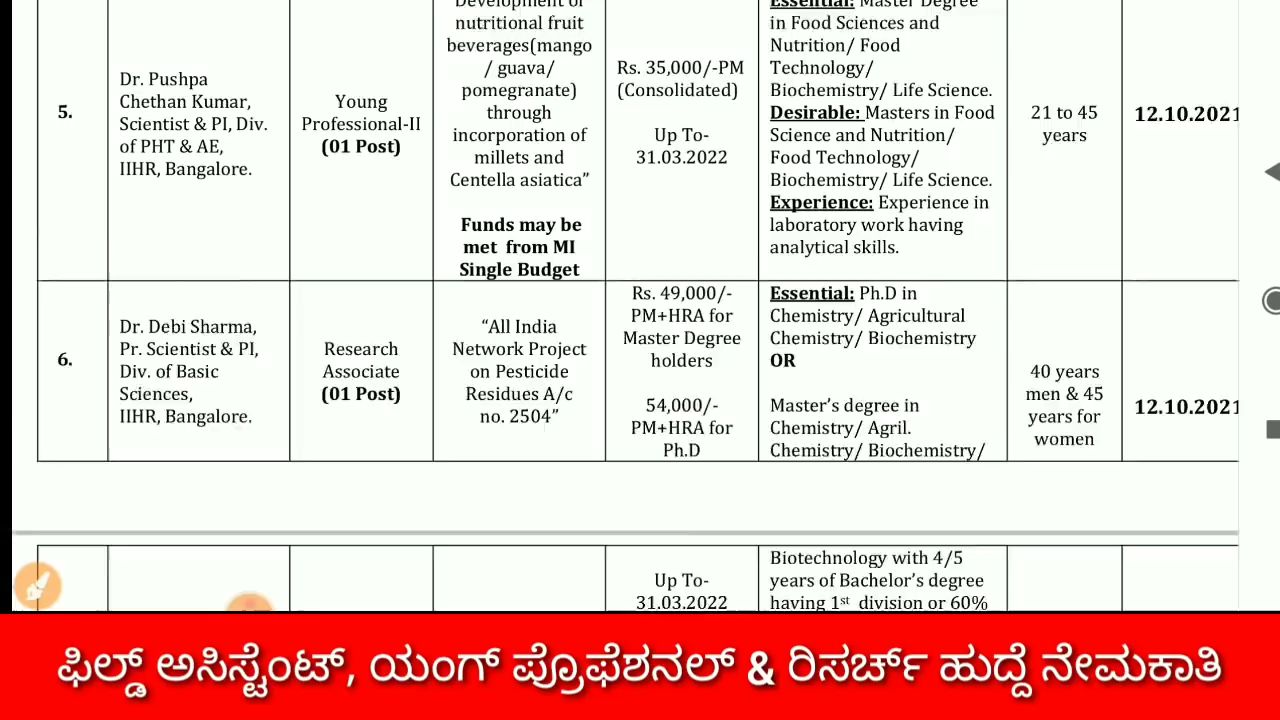 5.
Dr. Pushpa
Chethan Kumar,
Scientist & PI, Div.
of PHT & AE,
IIHR, Bangalore.
Young
Professional-II
(01 Post)
Development of
nutritional fruit
beverages(mango
/ guava/
pomegranate)
through
incorporation of
millets and
Centella asiatica”
Funds may be
met from MI
Single Budget
Rs. 35,000/-PM
(Consolidated)
Up To-
31.03.2022
Essential: Master Degree
in Food Sciences and
Nutrition/ Food
Technology/
Biochemistry/ Life Science.
Desirable: Masters in Food
Science and Nutrition/
Food Technology/
Biochemistry/ Life Science.
Experience: Experience in
laboratory work having
analytical skills.
21 to 45
years
12.10.2021
6.
Dr. Debi Sharma,
Pr. Scientist & PI,
Div. of Basic
Sciences,
IIHR, Bangalore.
Research
Associate
(01 Post)
“All India
Network Project
on Pesticide
Residues A/c
no. 2504”
Rs. 49,000/-
PM+HRA for
Master Degree
holders
54,000/-
PM+HRA for
Ph.D
Essential: Ph.D in
Chemistry/ Agricultural
Chemistry/ Biochemistry
OR
Master’s degree in
Chemistry/ Agril.
Chemistry/ Biochemistry/
40 years
men & 45
years for
women
12.10.2021
Up To-
31.03.2022
Biotechnology with 4/5
years of Bachelor’s degree
having 1st division or 60%
ಫಿಲ್ಡ್ ಅಸಿಸ್ಟೆಂಟ್, ಯಂಗ್ ಪ್ರೊಫೆಶನಲ್ & ರಿಸರ್ಚ್ ಹುದ್ದೆ ನೇಮಕಾತಿ